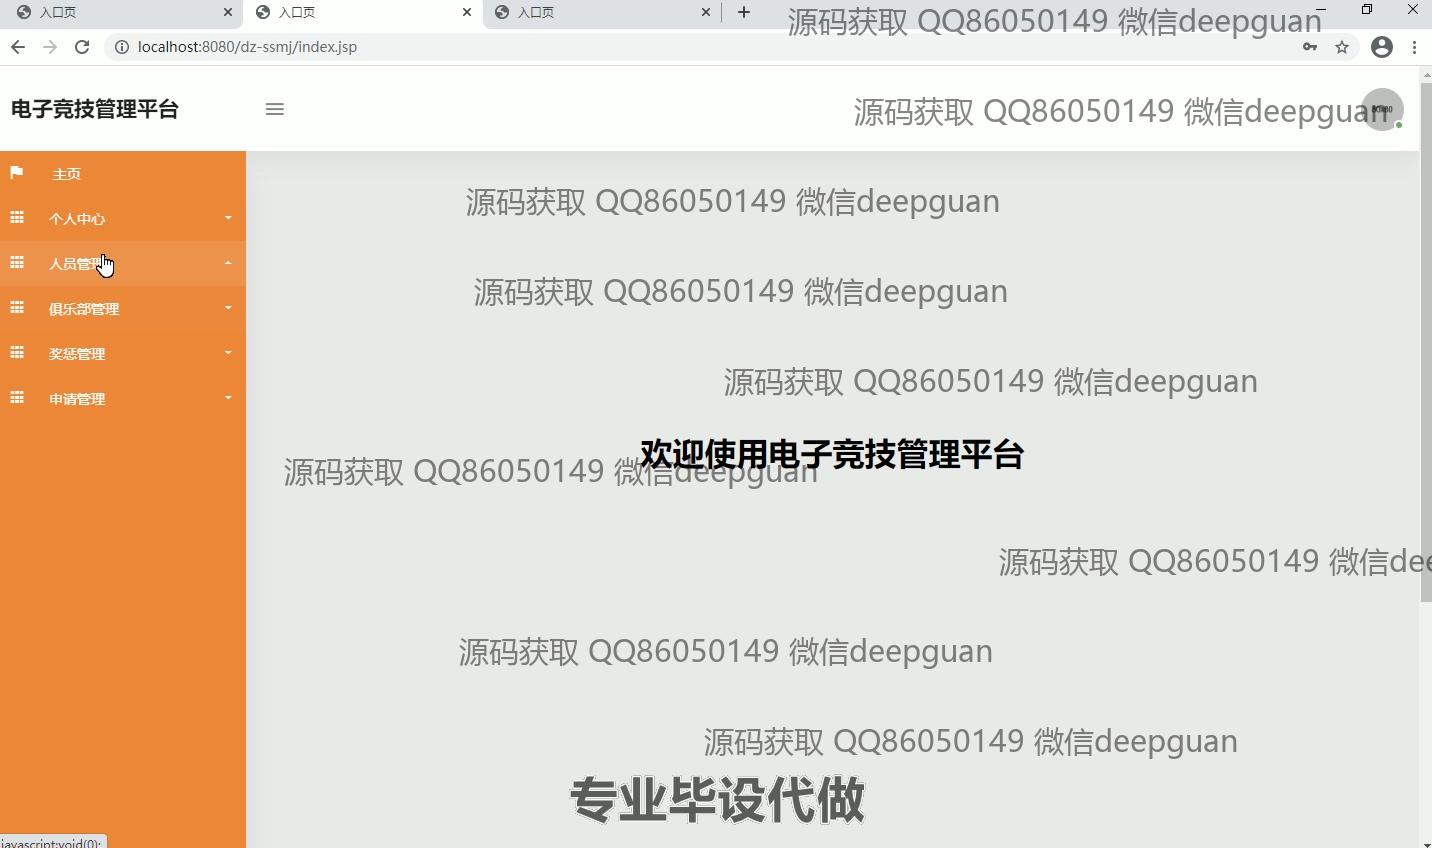 入口页
入口页
入口页
源码获取 QQ86050149 微信deepguan
localhost:8080/dz-ssmj/index.jsp
电子竞技管理平台
源码获取 QQ86050149 微信deepguan
主页
源码获取 QQ86050149 微信deepguan
个人中心
人员管理
源码获取 QQ86050149 微信deepguan
俱乐部管理
奖惩管理
源码获取 QQ86050149 微信deepguan
申请管理
欢迎使用电子竞技管理平台
源码获取 QQ86050149 微信deepguan
源码获取 QQ86050149 微信dee
源码获取 QQ86050149 微信deepguan
源码获取 QQ86050149 微信deepguan
专业毕设代做
javascript:void(0);